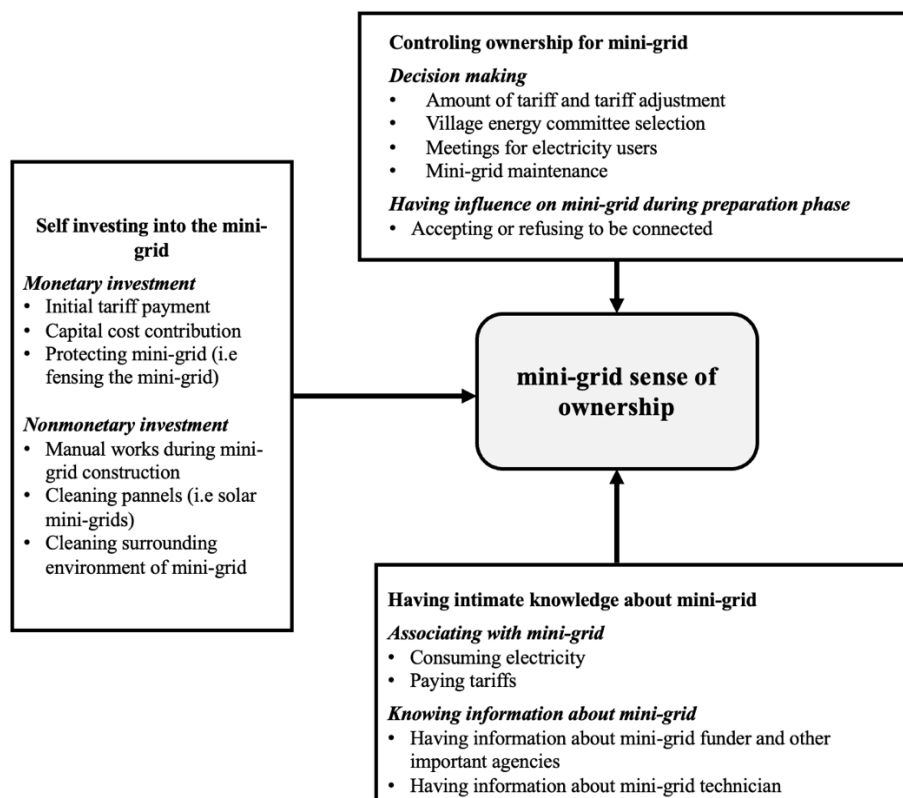 Controling ownership for mini-grid
Decision making
• Amount of tariff and tariff adjustment
• Village energy committee selection
• Meetings for electricity users
• Mini-grid maintenance
Having influence on mini-grid during preparation phase
• Accepting or refusing to be connected
Self investing into the mini-
grid
Monetary investment
• Initial tariff payment
• Capital cost contribution
• Protecting mini-grid (i.e
fensing the mini-grid)
Nonmonetary investment
• Manual works during mini-
grid construction
• Cleaning pannels (i.e solar
mini-grids)
• Cleaning surrounding
environment of mini-grid
mini-grid sense of
ownership
Having intimate knowledge about mini-grid
Associating with mini-grid
• Consuming electricity
• Paying tariffs
Knowing information about mini-grid
• Having information about mini-grid funder and other
important agencies
• Having information about mini-grid technician